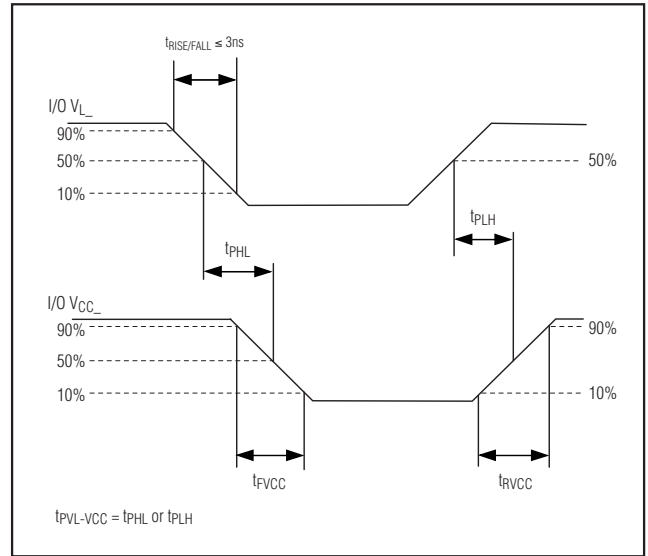 tRISE/FALL ≤ 3ns
I/O VL_
90%
50%
50%
10%
tPLH
tPHL
I/O VCC_
90%
90%
50%
10%
10%
tFVCC
tRVCC
tPVL-VCC = tPHL or tPLH